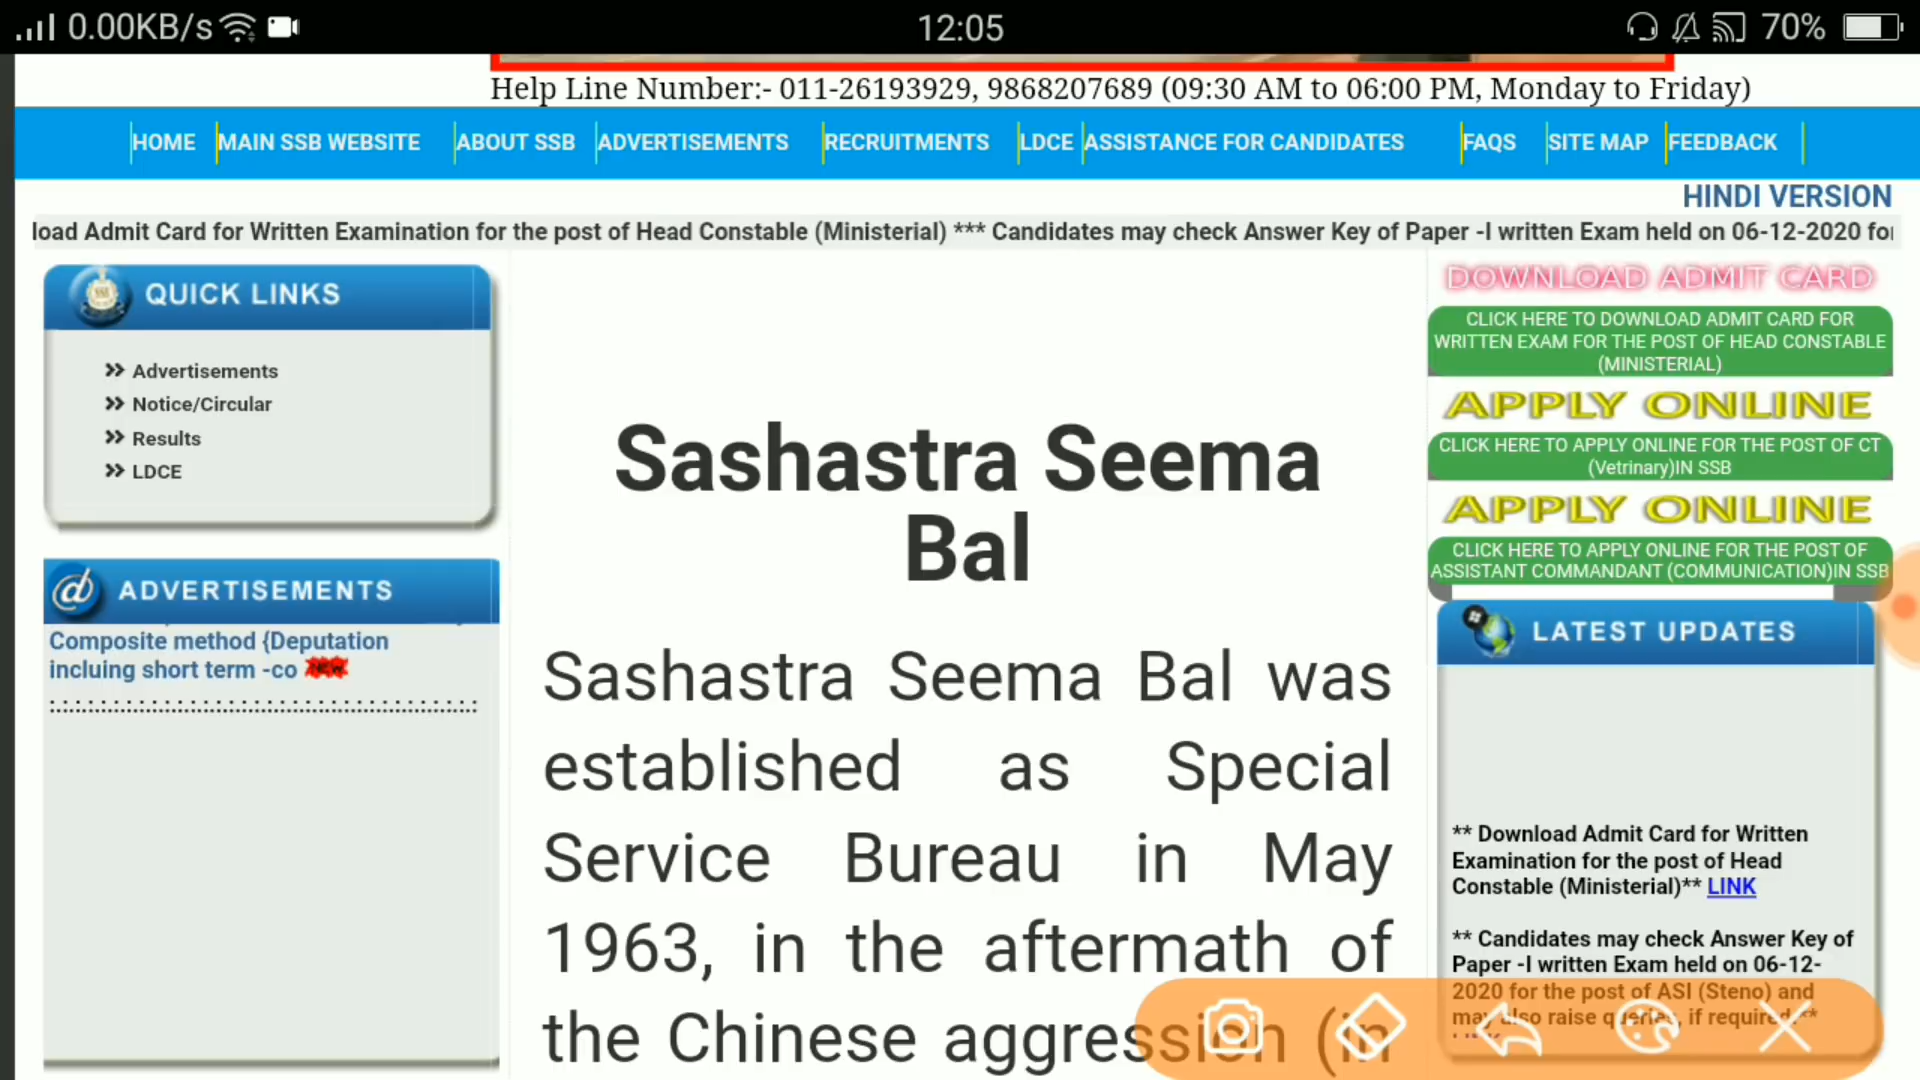 0.00KB/s
12:05
70%
Help Line Number:- 011-26193929, 9868207689 (09:30 AM to 06:00 PM, Monday to Friday)
HOME MAIN SSB WEBSITE ABOUT SSB ADVERTISEMENTS RECRUITMENTS LDCE ASSISTANCE FOR CANDIDATES FAQS SITE MAP FEEDBACK
HINDI VERSION
load Admit Card for Written Examination for the post of Head Constable (Ministerial) *** Candidates may check Answer Key of Paper -I written Exam held on 06-12-2020 for
QUICK LINKS
Advertisements
Notice/Circular
Results
LDCE
ADVERTISEMENTS
Composite method {Deputation
incluing short term -co
Sashastra Seema
Bal
Sashastra Seema Bal was
established as Special
Service Bureau in May
1963, in the aftermath of
the Chinese aggression (in
DOWNLOAD ADMIT CARD
CLICK HERE TO DOWNLOAD ADMIT CARD FOR
WRITTEN EXAM FOR THE POST OF HEAD CONSTABLE
(MINISTERIAL)
APPLY ONLINE
CLICK HERE TO APPLY ONLINE FOR THE POST OF CT
(Vetrinary)IN SSB
APPLY ONLINE
CLICK HERE TO APPLY ONLINE FOR THE POST OF
ASSISTANT COMMANDANT (COMMUNICATION)IN SSB
LATEST UPDATES
** Download Admit Card for Written
Examination for the post of Head
Constable (Ministerial)** LINK
** Candidates may check Answer Key of
Paper -I written Exam held on 06-12-
2020 for the post of ASI (Steno) and
may also raise queries, if required.**